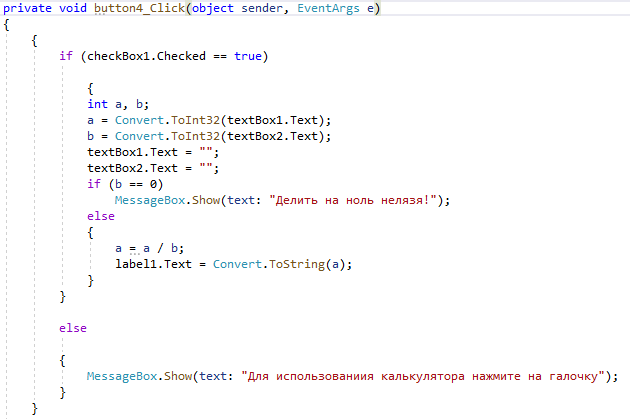 private void button4_Click(object sender, EventArgs e)
{
{
if (checkBox1.Checked == true)
{
int a, b;
a = Convert.ToInt32(textBox1.Text);
b = Convert.ToInt32(textBox2.Text);
textBox1.Text = "";
textBox2.Text = "";
if (b == 0)
MessageBox.Show(text: "Делить на ноль нелязя!");
else
{
a = a / b;
label1.Text = Convert.ToString(a);
}
}
else
{
MessageBox.Show(text: "Для использованиия калькулятора нажмите на галочку");
}
}